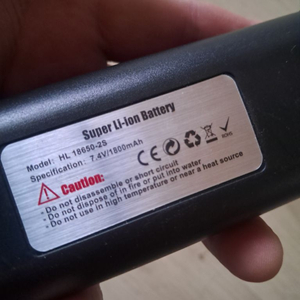 Super Li-ion Battery
Model: HL 18650-2S
Specification: 7.4V/1800mAh
CE
Caution:
· Do not disassemble or short circuit
· Do not dispose of in fire or put into water
· Do not use in high temperature or near a heat source